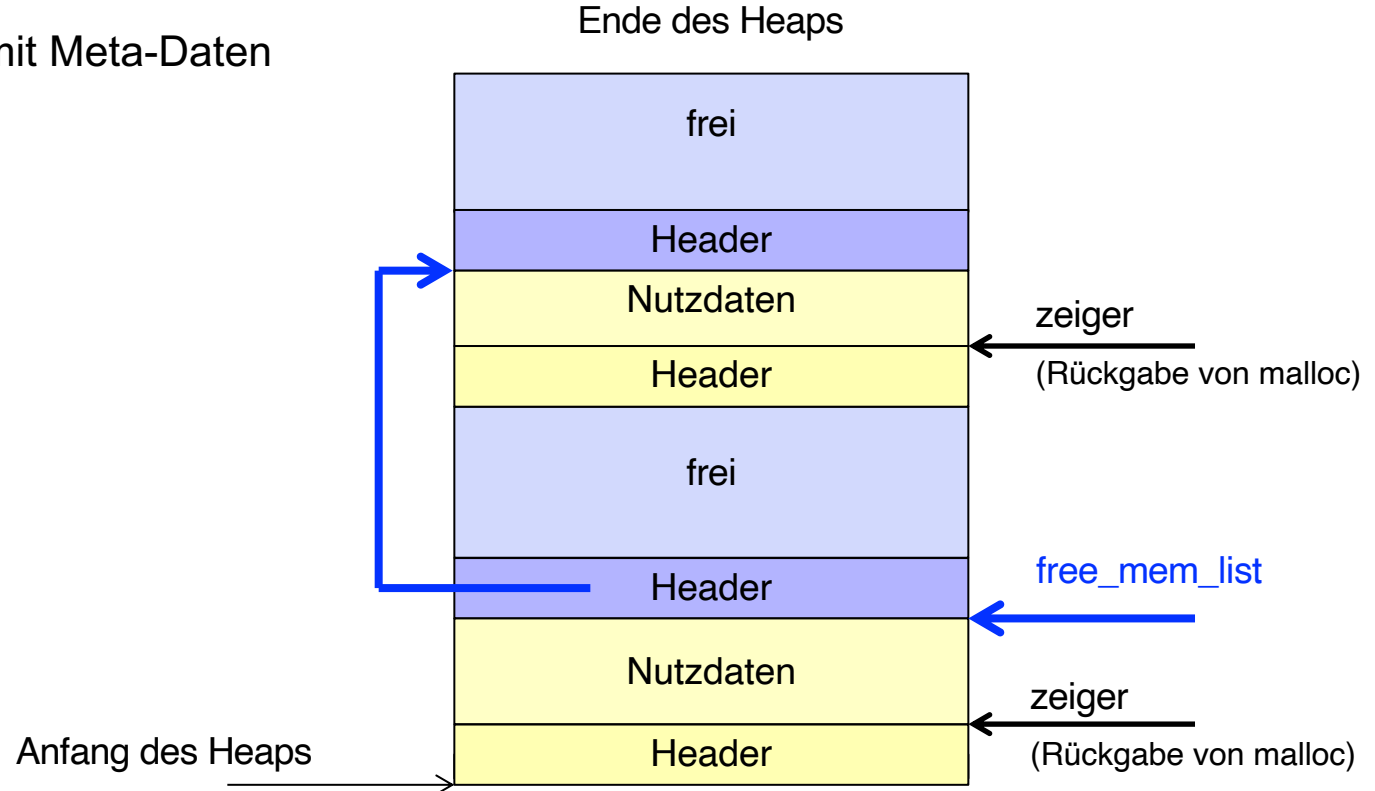 Ende des Heaps
mit Meta-Daten
frei
Header
Nutzdaten
zeiger
Header
(Rückgabe von malloc)
frei
free_mem_list
Header
Nutzdaten
zeiger
Anfang des Heaps
Header
(Rückgabe von malloc)